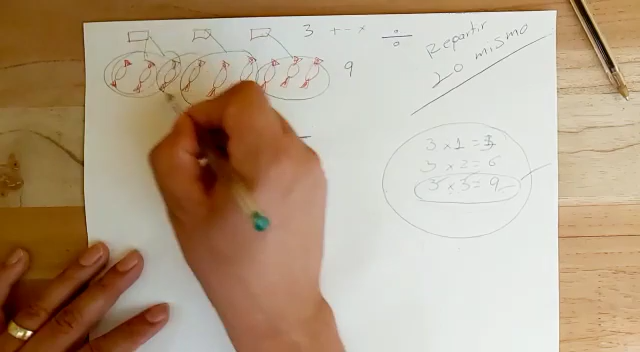 3 + - × ÷
9
Repartir
Lo mismo
3 × 1 = 3
3 × 2 = 6
3 × 3 = 9